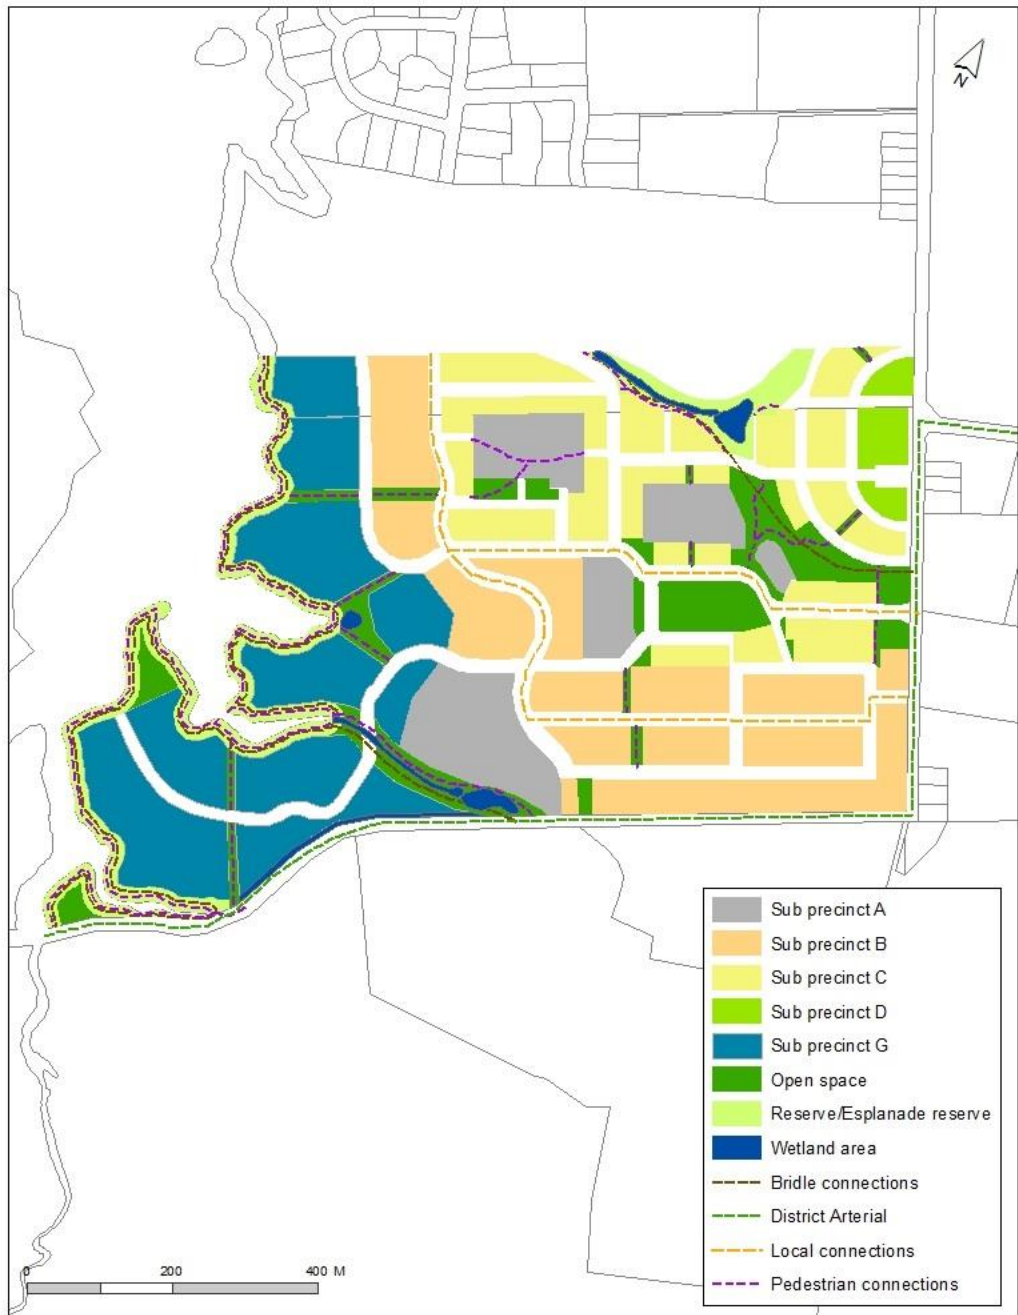 N
Sub precinct A
Sub precinct B
Sub precinct C
Sub precinct D
Sub precinct G
Open space
Reserve/Esplanade reserve
Wetland area
Bridle connections
District Arterial
Local connections
Pedestrian connections
0 200 400 M